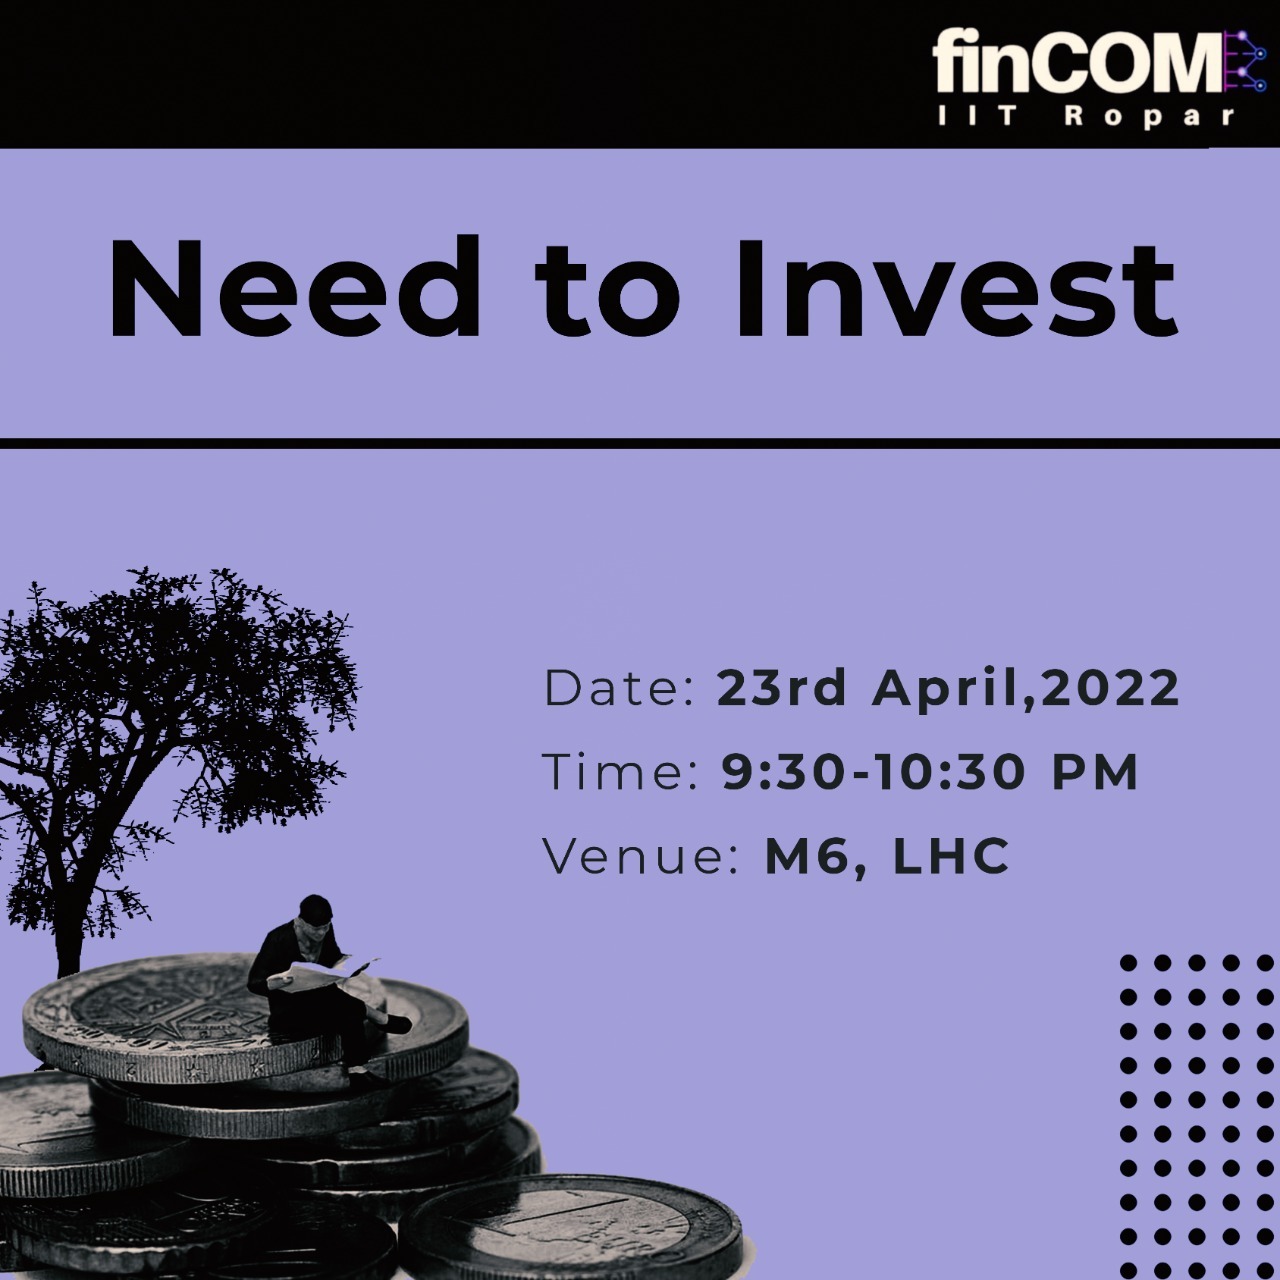 finCOM
IIT Ropar
Need to Invest
Date: 23rd April,2022
Time: 9:30-10:30 PM
Venue: M6, LHC